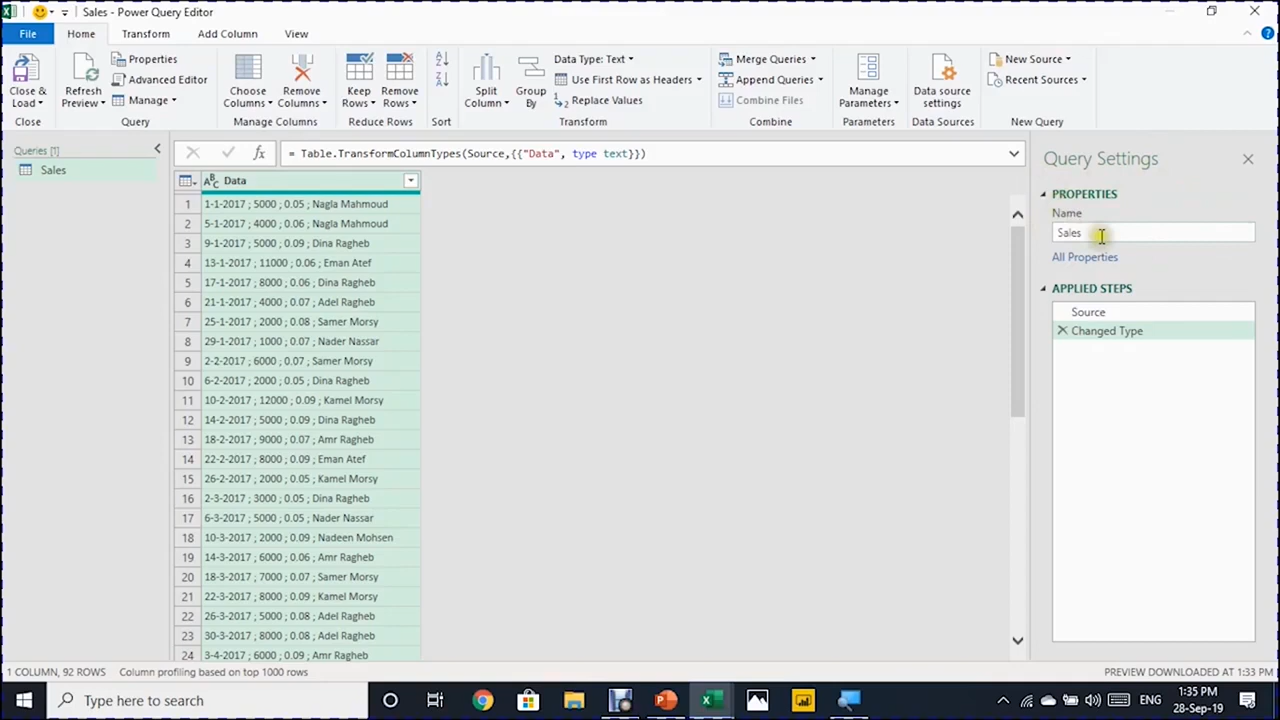 Sales - Power Query Editor
File Home Transform Add Column View
Close & Load
Refresh Preview
Properties
Advanced Editor
Manage
Choose Columns
Remove Columns
Keep Rows
Remove Rows
Split Column
Group By
Data Type: Text
Use First Row as Headers
Replace Values
Merge Queries
Append Queries
Combine Files
Manage Parameters
Data source settings
New Source
Recent Sources
Close
Query
Manage Columns
Reduce Rows
Sort
Transform
Combine
Parameters
Data Sources
New Query
Queries [1]
Sales
fx = Table.TransformColumnTypes(Source,{{"Data", type text}})
ABC Data
1 1-1-2017 ; 5000 ; 0.05 ; Nagla Mahmoud
2 5-1-2017 ; 4000 ; 0.06 ; Nagla Mahmoud
3 9-1-2017 ; 5000 ; 0.09 ; Dina Ragheb
4 13-1-2017 ; 11000 ; 0.06 ; Eman Atef
5 17-1-2017 ; 8000 ; 0.06 ; Dina Ragheb
6 21-1-2017 ; 4000 ; 0.07 ; Adel Ragheb
7 25-1-2017 ; 2000 ; 0.08 ; Samer Morsy
8 29-1-2017 ; 1000 ; 0.07 ; Nader Nassar
9 2-2-2017 ; 6000 ; 0.07 ; Samer Morsy
10 6-2-2017 ; 2000 ; 0.05 ; Dina Ragheb
11 10-2-2017 ; 12000 ; 0.09 ; Kamel Morsy
12 14-2-2017 ; 5000 ; 0.09 ; Dina Ragheb
13 18-2-2017 ; 9000 ; 0.07 ; Amr Ragheb
14 22-2-2017 ; 8000 ; 0.09 ; Eman Atef
15 26-2-2017 ; 2000 ; 0.05 ; Kamel Morsy
16 2-3-2017 ; 3000 ; 0.05 ; Dina Ragheb
17 6-3-2017 ; 5000 ; 0.05 ; Nader Nassar
18 10-3-2017 ; 2000 ; 0.09 ; Nadeen Mohsen
19 14-3-2017 ; 6000 ; 0.06 ; Amr Ragheb
20 18-3-2017 ; 7000 ; 0.07 ; Samer Morsy
21 22-3-2017 ; 8000 ; 0.09 ; Kamel Morsy
22 26-3-2017 ; 5000 ; 0.08 ; Adel Ragheb
23 30-3-2017 ; 8000 ; 0.08 ; Adel Ragheb
24 3-4-2017 ; 6000 ; 0.09 ; Amr Ragheb
Query Settings
PROPERTIES
Name
Sales
All Properties
APPLIED STEPS
Source
Changed Type
1 COLUMN, 92 ROWS Column profiling based on top 1000 rows
PREVIEW DOWNLOADED AT 1:33 PM
Type here to search
ENG
1:35 PM
28-Sep-19